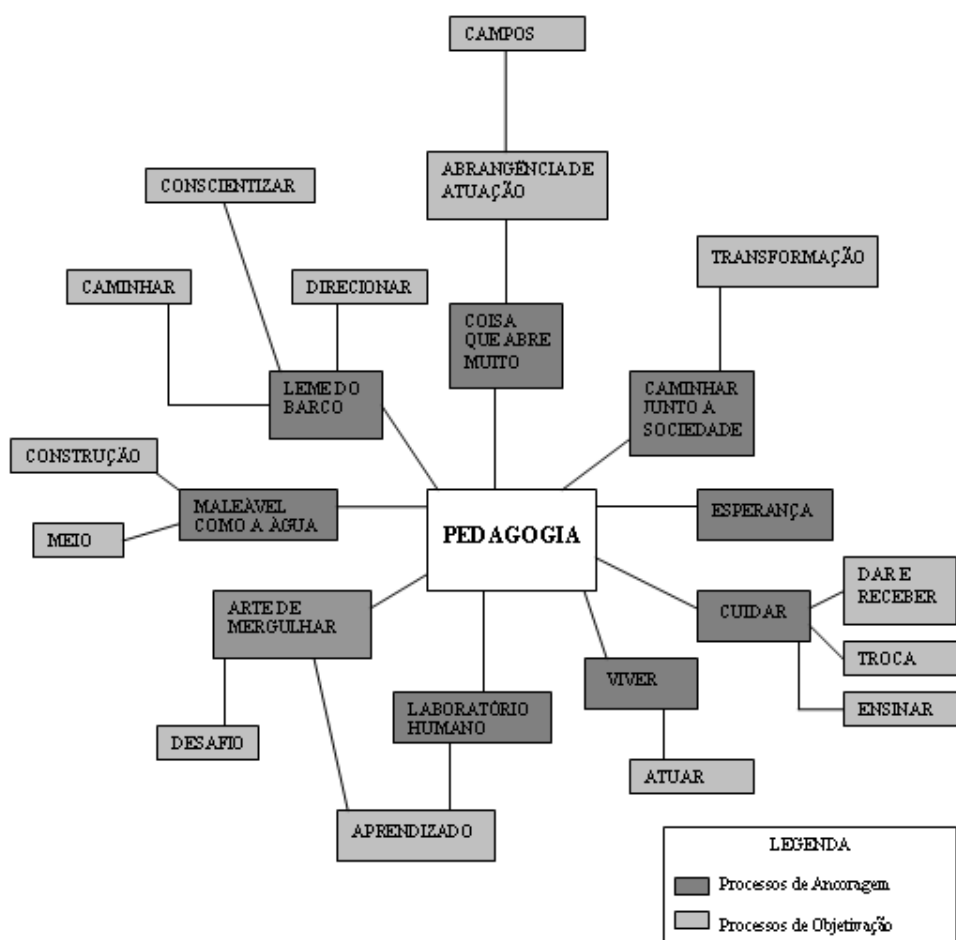 CAMPOS
ABRANGÊNCIA DE
ATUAÇÃO
CONSCIENTIZAR
TRANSFORMAÇÃO
CAMINHAR
DIRECIONAR
COISA
QUE ABRE
MUITO
LEME DO
BARCO
CAMINHAR
JUNTO A
SOCIEDADE
CONSTRUÇÃO
MALEÀVEL
COMO A ÀGUA
MEIO
PEDAGOGIA
ESPERANÇA
DAR E
RECEBER
CUIDAR
TROCA
ENSINAR
ARTE DE
MERGULHAR
VIVER
LABORATÓRIO
HUMANO
DESAFIO
ATUAR
APRENDIZADO
LEGENDA
Processos de Ancoragem
Processos de Objetivação